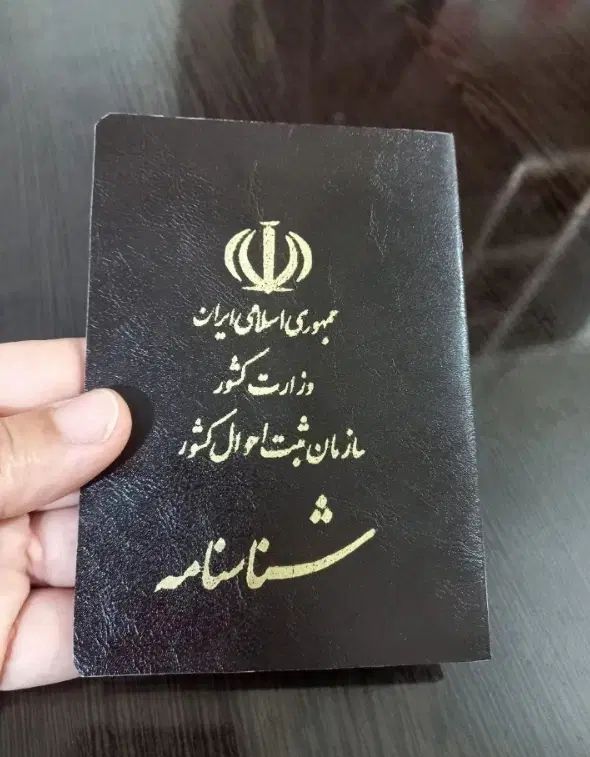 جمهوری اسلامی ایران
وزارت کشور
سازمان ثبت احوال کشور
شناسنامه